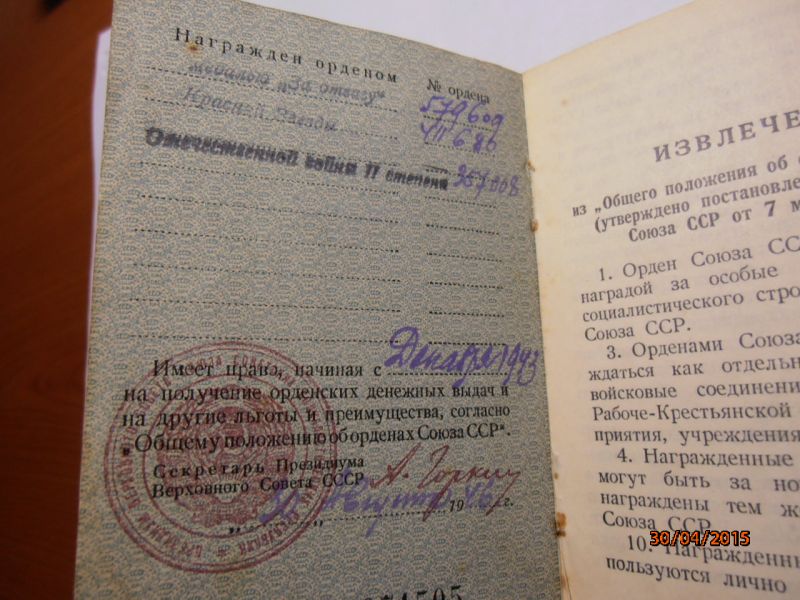 Награжден орденом
№ ордена
медалью „За отвагу"
579609
Красной Звезды
Отечественной войны II степени
357008
Имеет право, начиная с Декабря 1943
на получение орденских денежных выдач и
на другие льготы и преимущества, согласно
„Общему положению об орденах Союза ССР".
Секретарь Президиума
Верховного Совета СССР
А. Горкин
Августа 1946 г.
ИЗВЛЕЧЕ
из „Общего положения об о
(утверждено постановле
Союза ССР от 7 м
1. Орден Союза СС
наградой за особые
социалистического стро
Союза ССР.
3. Орденами Союза
ждаться как отдельн
войсковые соединени
Рабоче-Крестьянской
приятия, учреждения
4. Награжденные
могут быть за но
награждены тем ж
Союза ССР.
10. Награжденны
пользуются лично
30/04/2015